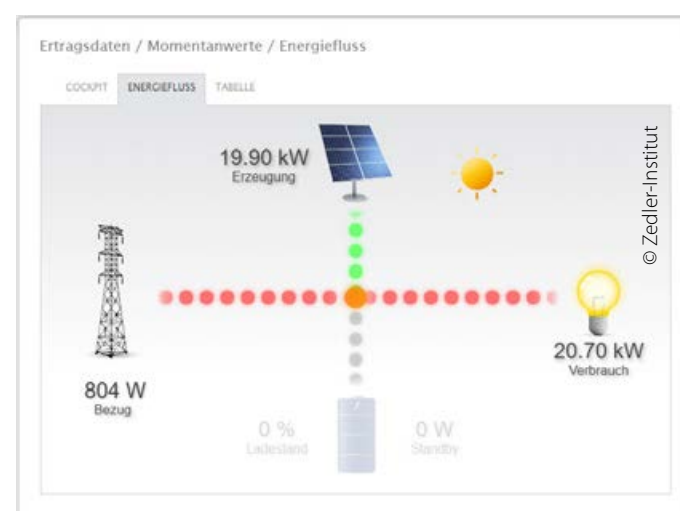 Ertragsdaten / Momentanwerte / Energiefluss
COCKPIT ENERGIEFLUSS TABELLE
19.90 kW
Erzeugung
© Zedler-Institut
804 W
Bezug
20.70 kW
Verbrauch
0 %
Ladestand
0 W
Standby